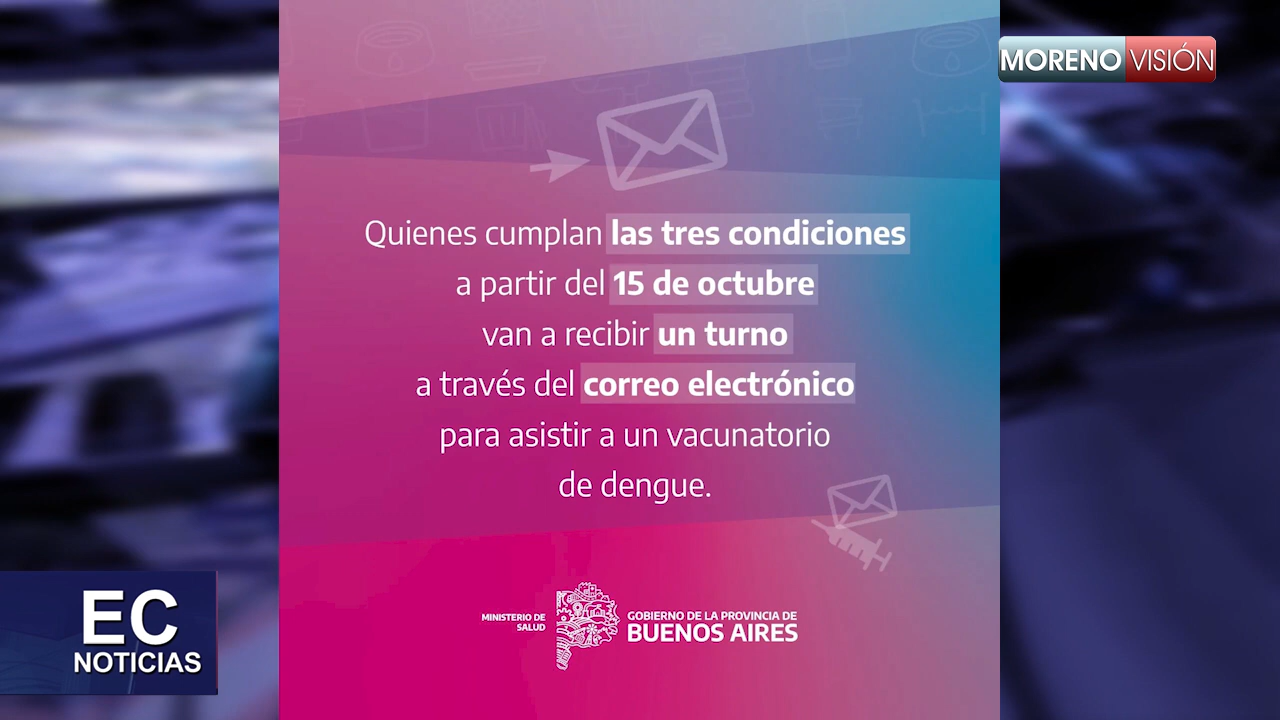 MORENO VISIÓN
Quienes cumplan las tres condiciones
a partir del 15 de octubre
van a recibir un turno
a través del correo electrónico
para asistir a un vacunatorio
de dengue.
MINISTERIO DE
SALUD
GOBIERNO DE LA PROVINCIA DE
BUENOS AIRES
EC
NOTICIAS